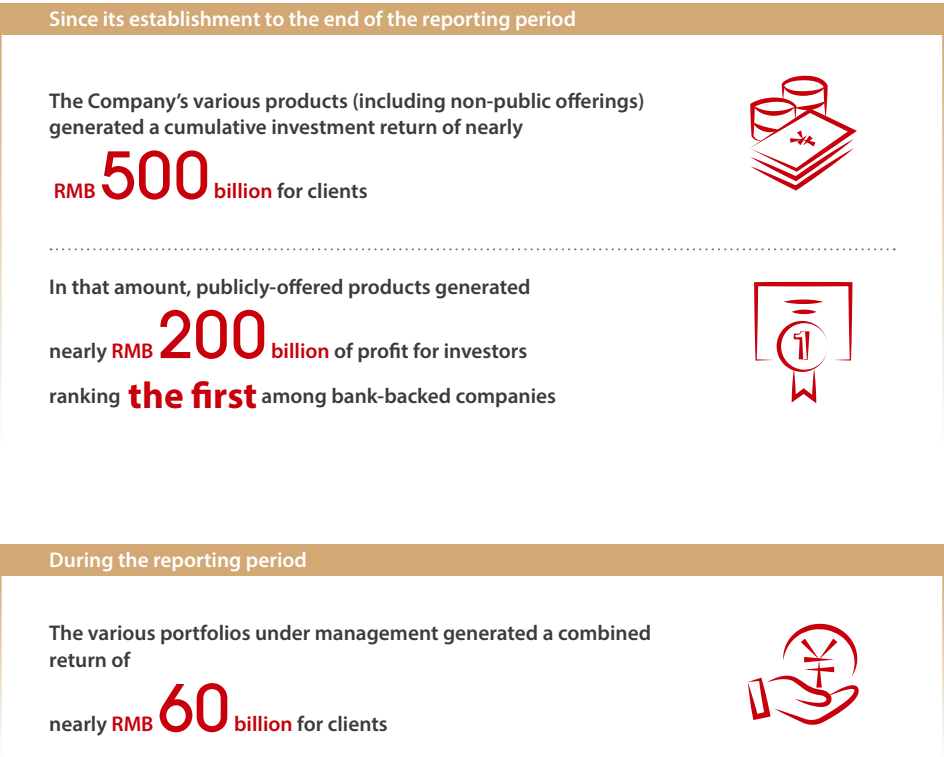 Since its establishment to the end of the reporting period
The Company’s various products (including non-public offerings)
generated a cumulative investment return of nearly
RMB 500 billion for clients
In that amount, publicly-offered products generated
nearly RMB 200 billion of profit for investors
ranking the first among bank-backed companies
1
During the reporting period
The various portfolios under management generated a combined
return of
nearly RMB 60 billion for clients